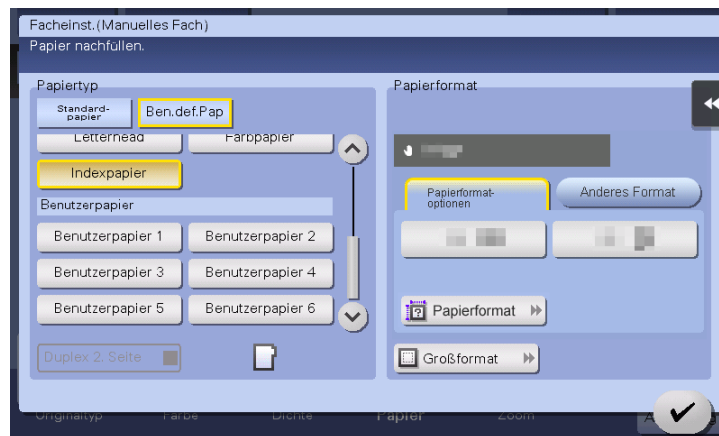 Facheinst.(Manuelles Fach)
Papier nachfüllen.
Papiertyp
Standard-
papier
Ben.def.Pap
Letterhead
Farbpapier
Indexpapier
Benutzerpapier
Benutzerpapier 1
Benutzerpapier 2
Benutzerpapier 3
Benutzerpapier 4
Benutzerpapier 5
Benutzerpapier 6
Duplex 2. Seite
Papierformat
Papierformat-
optionen
Anderes Format
Papierformat
Großformat
Originaltyp
Farbe
Dichte
Papier
Zoom